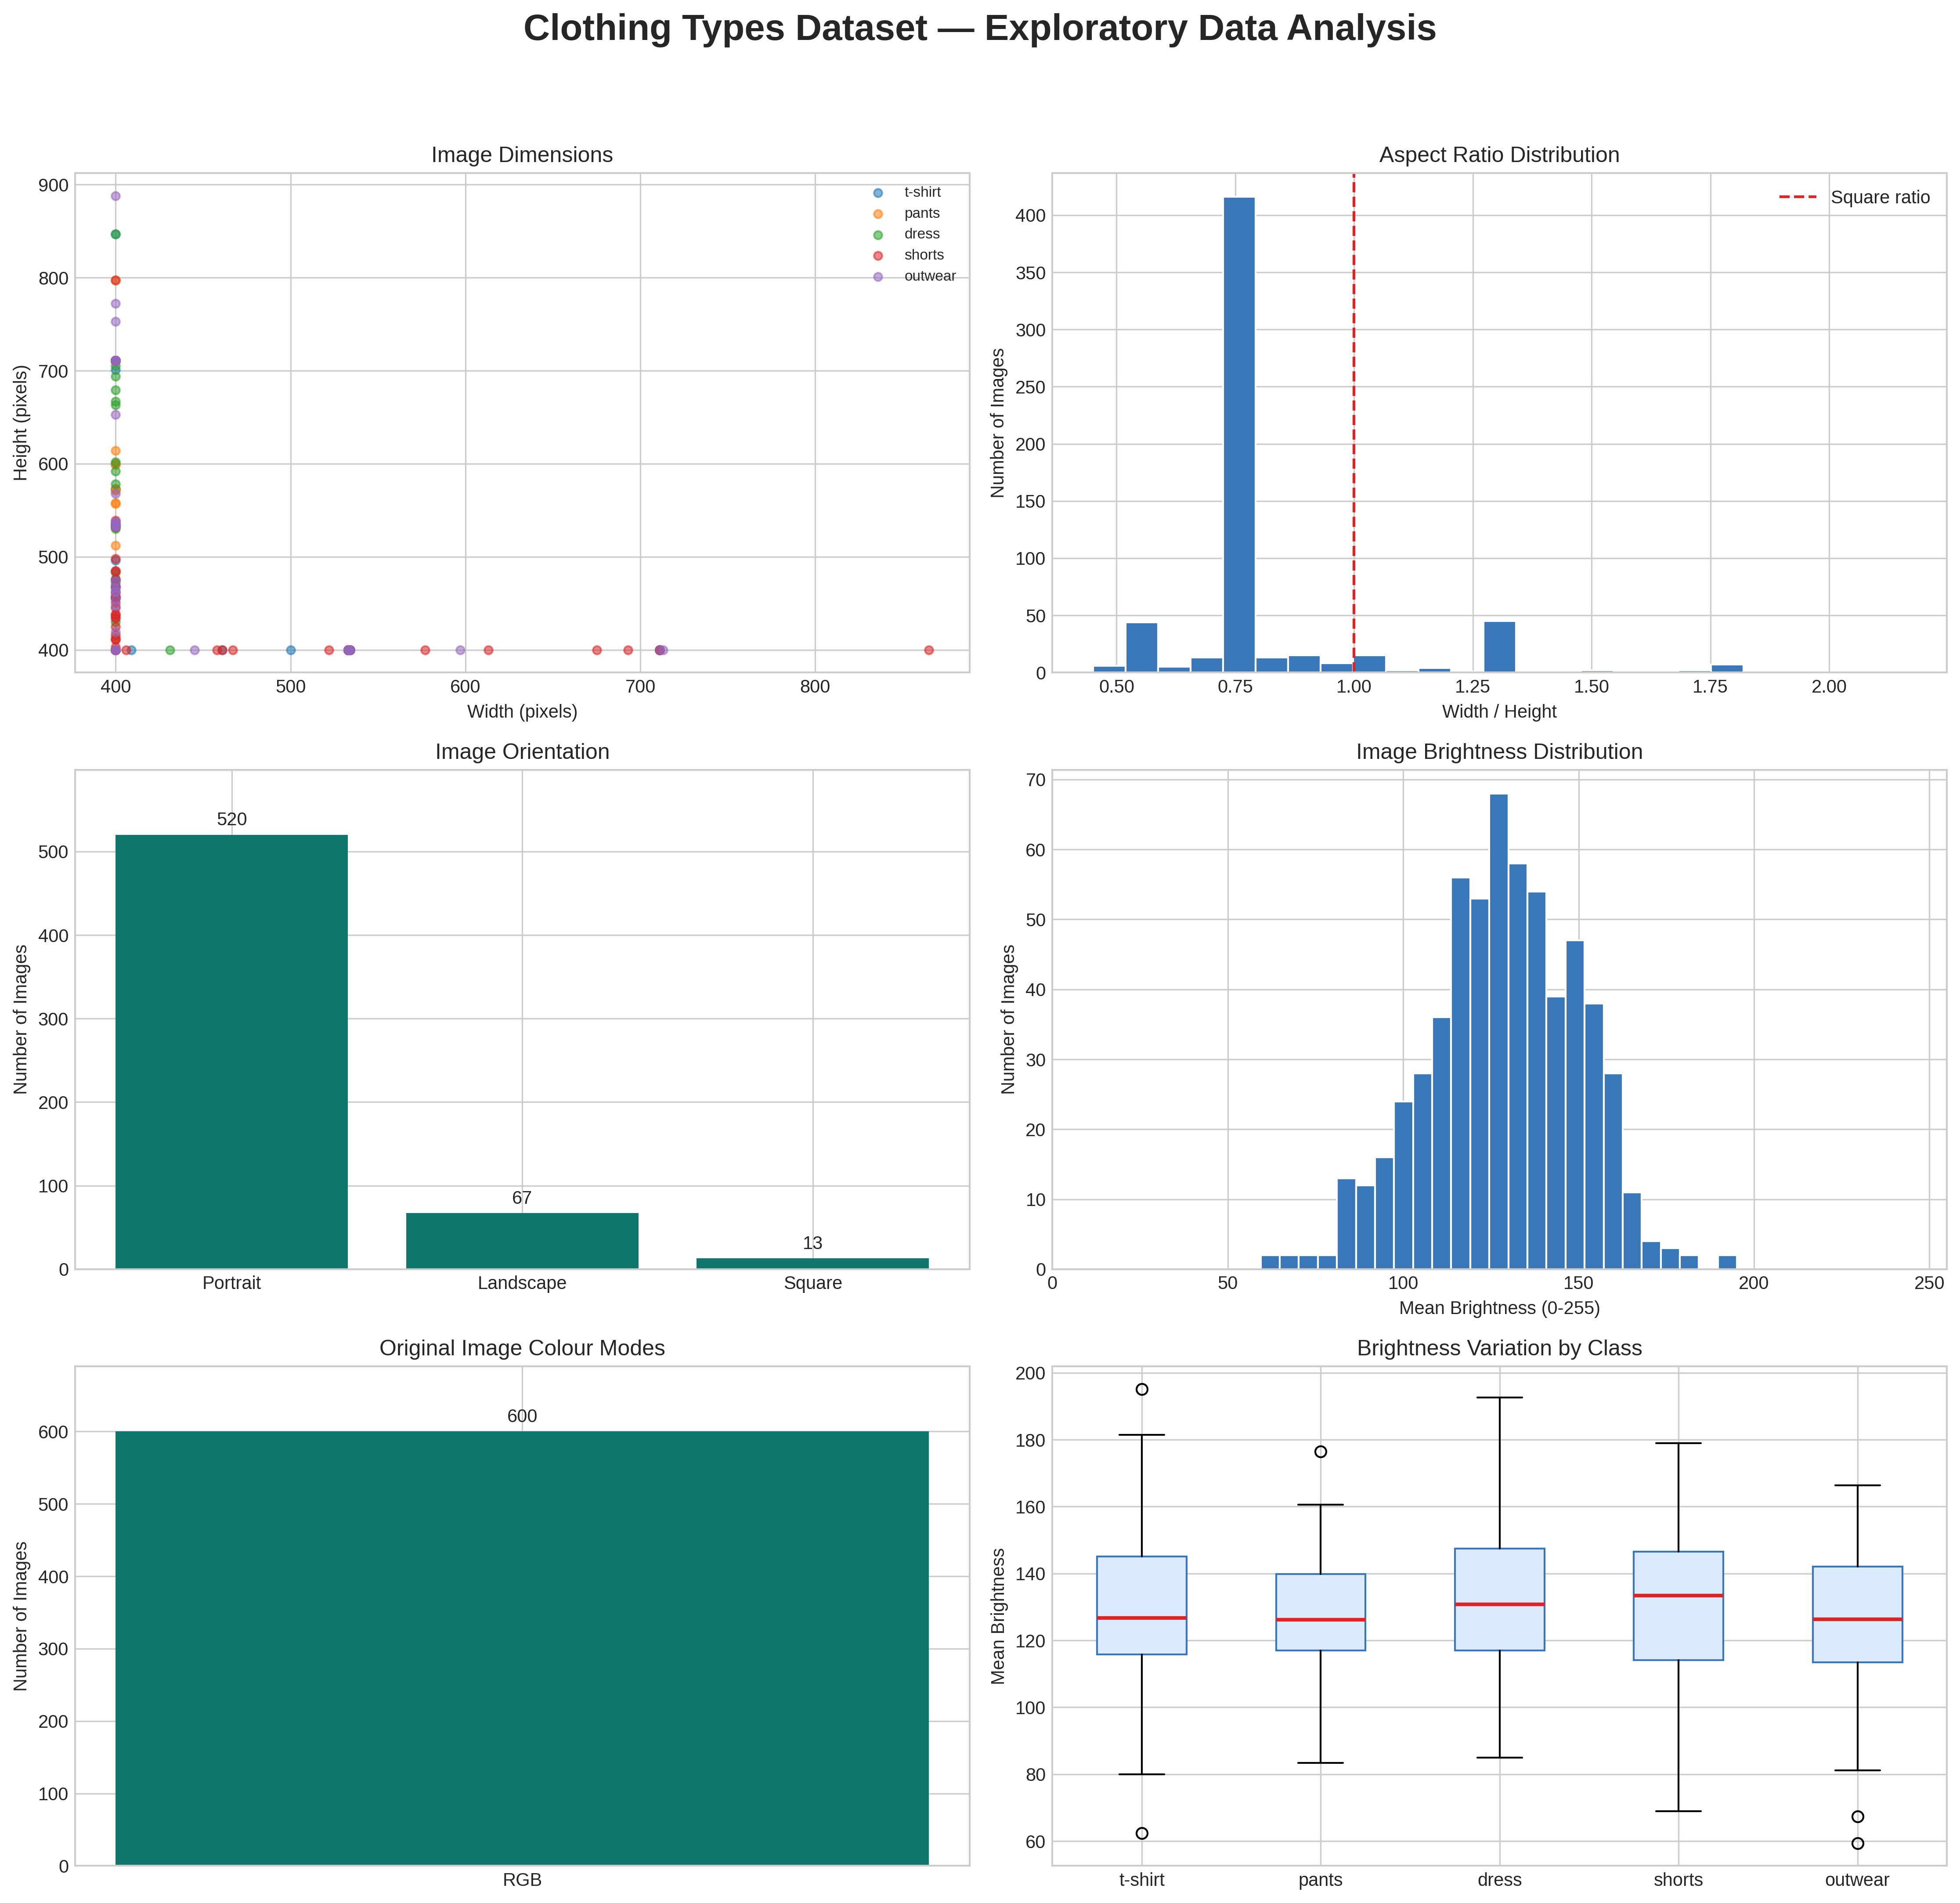 Clothing Types Dataset — Exploratory Data Analysis
Image Dimensions
900
800
700
600
500
400
Height (pixels)
400
500
600
700
800
Width (pixels)
t-shirt
pants
dress
shorts
outwear
Aspect Ratio Distribution
400
350
300
250
200
150
100
50
0
Number of Images
0.50
0.75
1.00
1.25
1.50
1.75
2.00
Width / Height
Square ratio
Image Orientation
500
400
300
200
100
0
Number of Images
520
67
13
Portrait
Landscape
Square
Image Brightness Distribution
70
60
50
40
30
20
10
0
Number of Images
0
50
100
150
200
250
Mean Brightness (0-255)
Original Image Colour Modes
600
500
400
300
200
100
0
Number of Images
600
RGB
Brightness Variation by Class
200
180
160
140
120
100
80
60
Mean Brightness
t-shirt
pants
dress
shorts
outwear